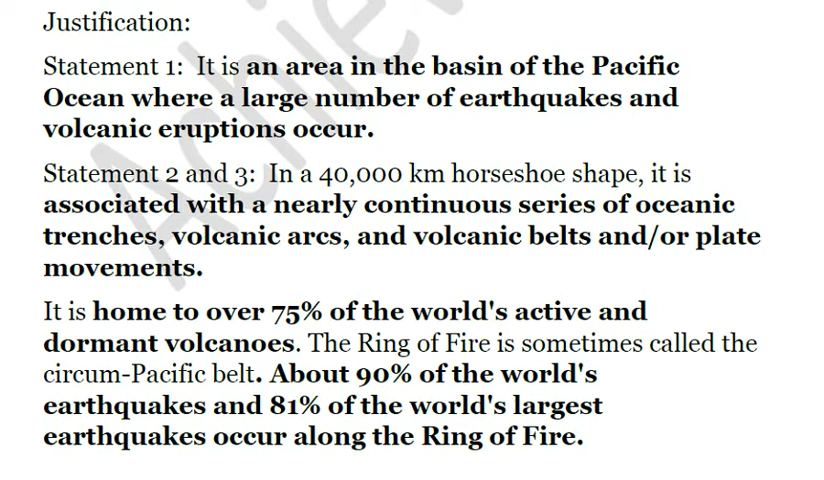 Justification:
Statement 1: It is an area in the basin of the Pacific
Ocean where a large number of earthquakes and
volcanic eruptions occur.
Statement 2 and 3: In a 40,000 km horseshoe shape, it is
associated with a nearly continuous series of oceanic
trenches, volcanic arcs, and volcanic belts and/or plate
movements.
It is home to over 75% of the world's active and
dormant volcanoes. The Ring of Fire is sometimes called the
circum-Pacific belt. About 90% of the world's
earthquakes and 81% of the world's largest
earthquakes occur along the Ring of Fire.